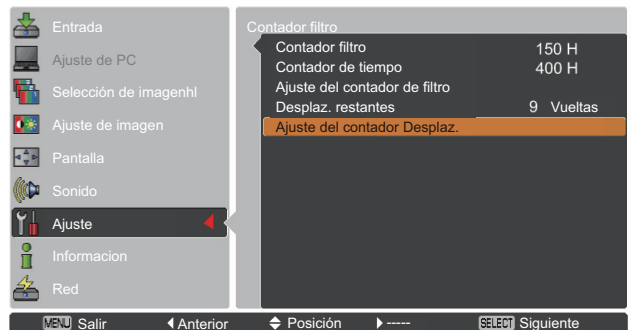 Entrada
Ajuste de PC
Selección de imagenhl
Ajuste de imagen
Pantalla
Sonido
Ajuste
Informacion
Red
Contador filtro
Contador filtro 150 H
Contador de tiempo 400 H
Ajuste del contador de filtro
Desplaz. restantes 9 Vueltas
Ajuste del contador Desplaz.
MENU Salir Anterior Posición ----- SELECT Siguiente